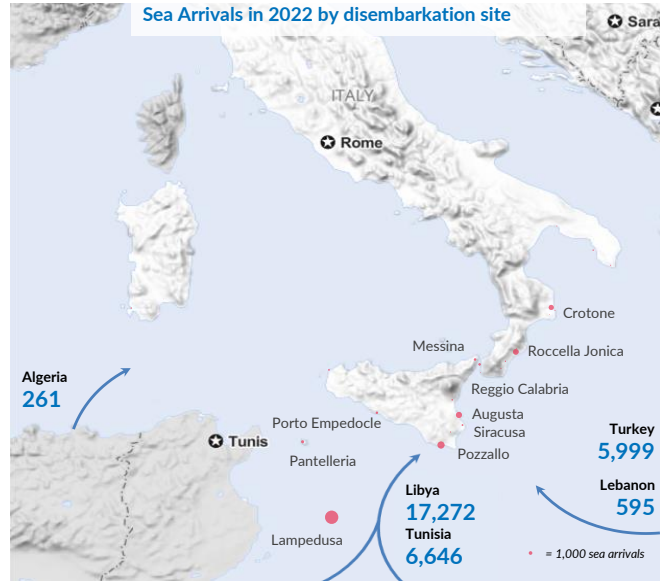 Sea Arrivals in 2022 by disembarkation site
Sara
ITALY
Rome
Crotone
Messina
Roccella Jonica
Algeria
261
Reggio Calabria
Porto Empedocle
Augusta
Siracusa
Tunis
Pantelleria
Pozzallo
Turkey
5,999
Libya
17,272
Lebanon
595
Tunisia
6,646
Lampedusa
= 1,000 sea arrivals